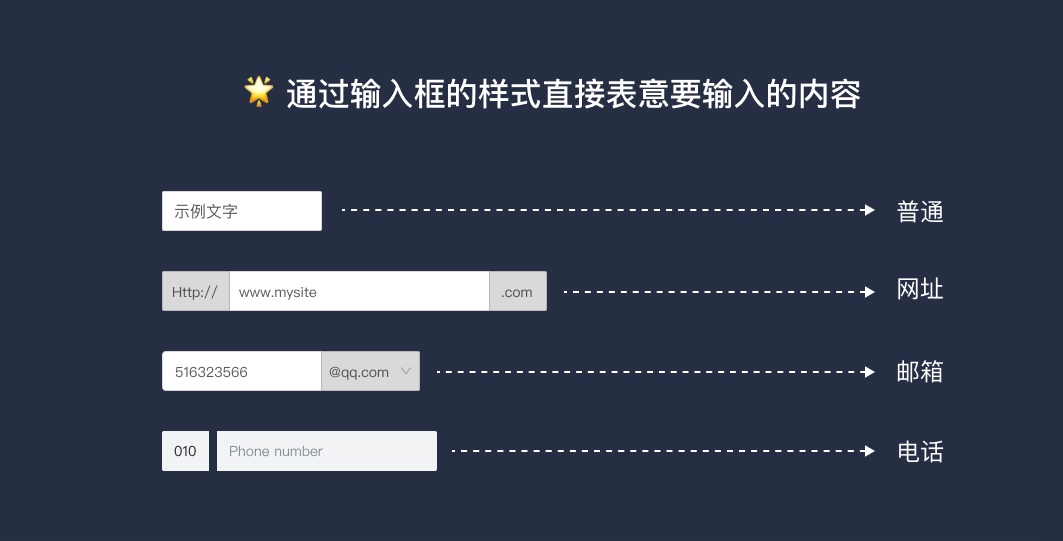 🌟 通过输入框的样式直接表意要输入的内容
示例文字 普通
Http:// www.mysite .com 网址
516323566 @qq.com 邮箱
010 Phone number 电话